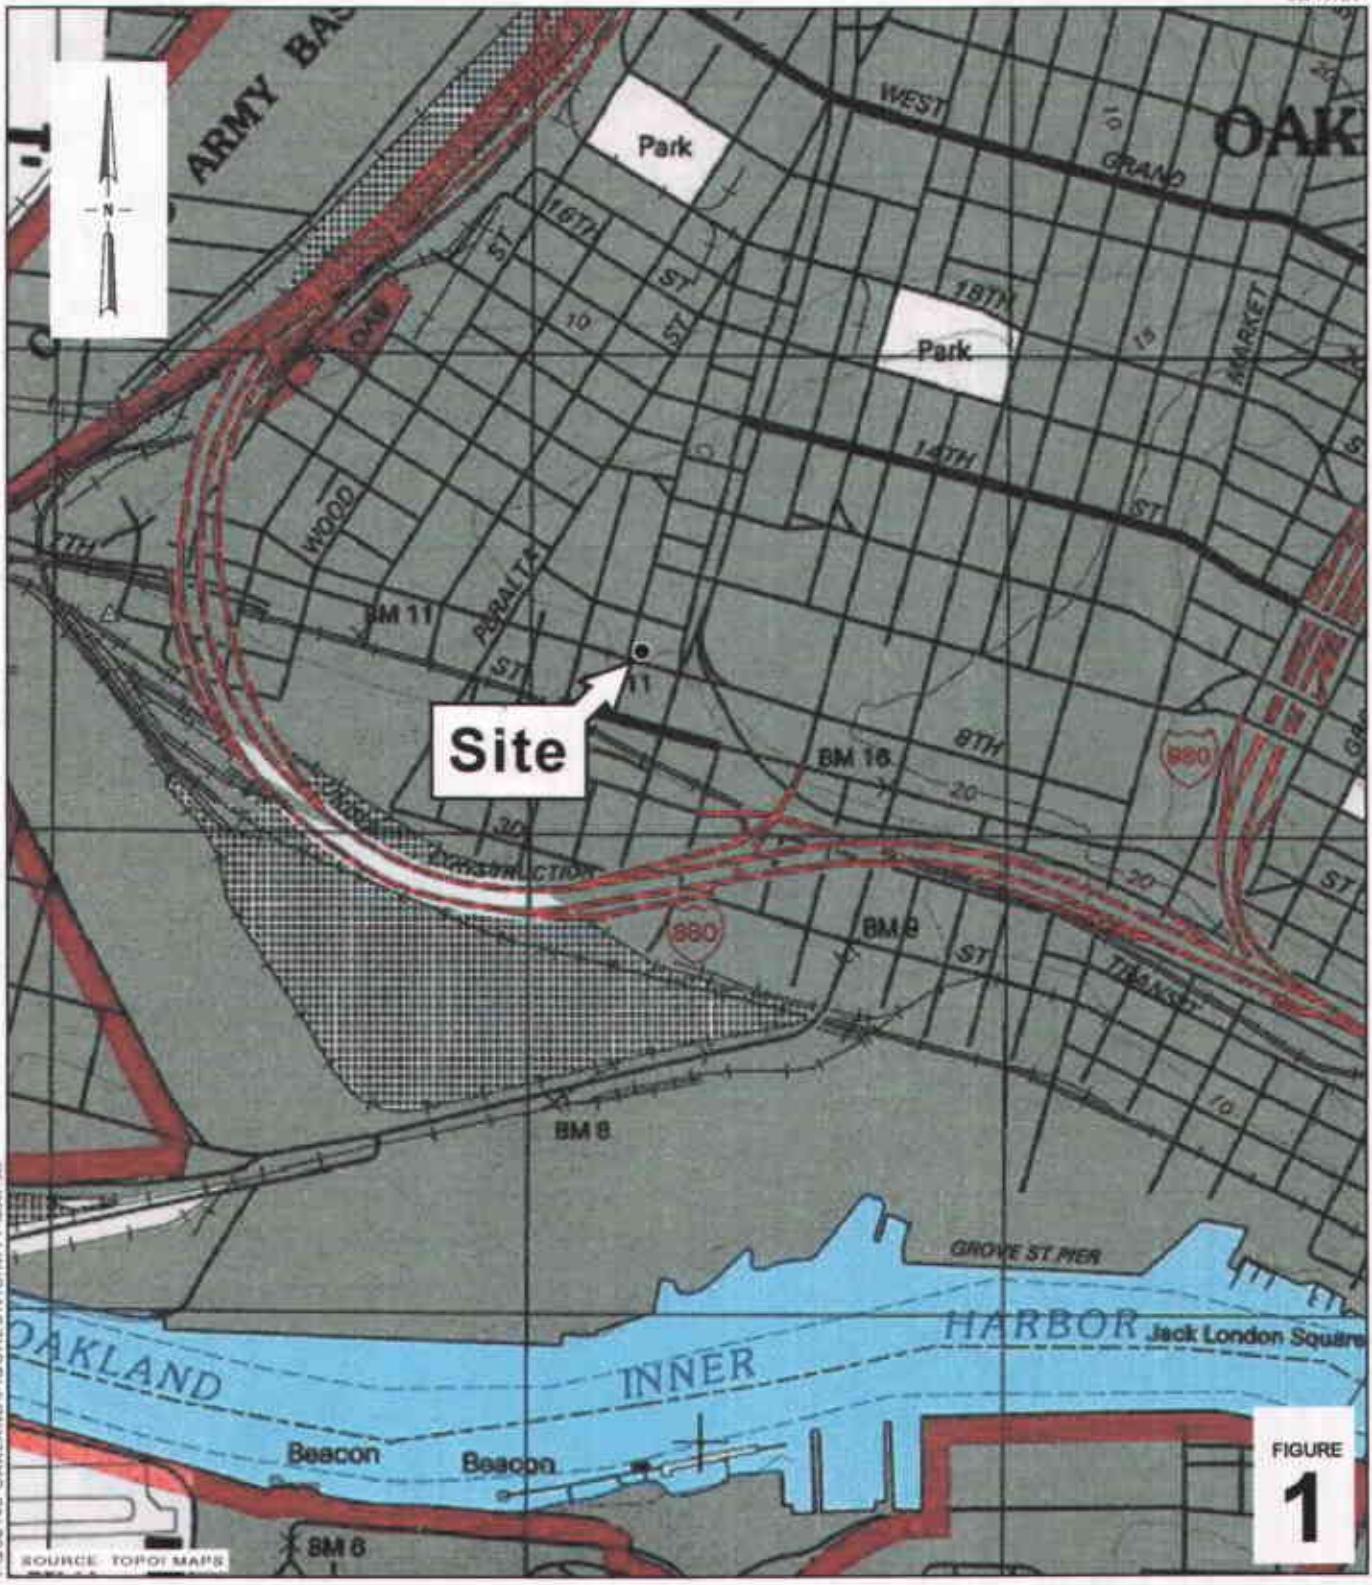 ARMY BAS
Park
WEST
GRAND
10
OAK
N
16TH
ST
ST
ST
10
18TH
Park
15
MARKET
OAK
14TH
ST
WOOD
7TH
PERALTA
BM 11
ST
11
Site
BM 16
8TH
980
20
30
CONSTRUCTION
20
ST
880
BM 9
ST
TRANSIT
10
BM 8
GROVE ST PIER
OAKLAND
INNER
HARBOR
Jack London Square
Beacon
Beacon
BM 6
FIGURE
1
SOURCE TOPO! MAPS